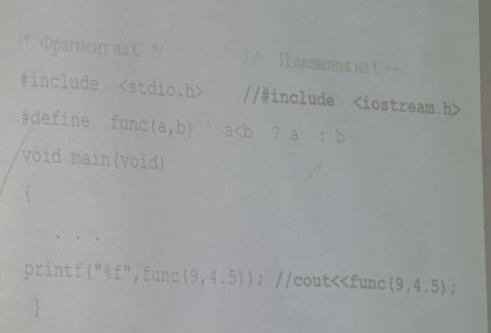 /* Фрагмент на C */ // Изменения на C--
#include <stdio.h> //#include <iostream.h>
#define func(a,b) a<b ? a : b
void main(void)
{
. . .
printf("%f",func(9,4.5)); //cout<<func(9,4.5);
}